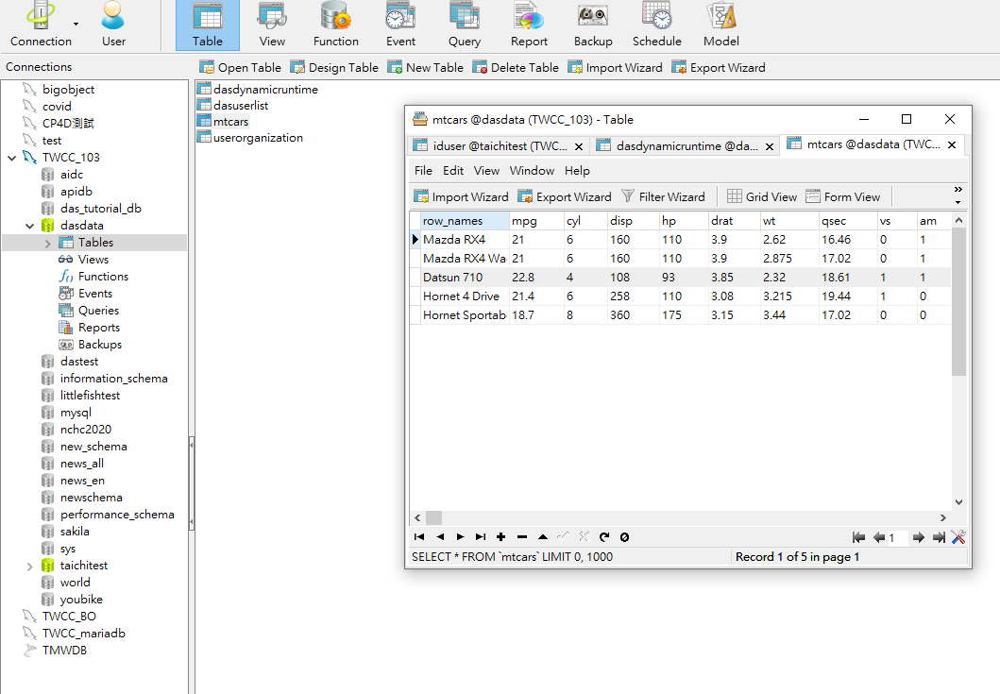 Connection User Table View Function Event Query Report Backup Schedule Model
Connections
Open Table Design Table New Table Delete Table Import Wizard Export Wizard
bigobject
covid
CP4D測試
test
TWCC_103
aidc
apidb
das_tutorial_db
dasdata
Tables
Views
Functions
Events
Queries
Reports
Backups
dastest
information_schema
littlefishtest
mysql
nchc2020
new_schema
news_all
news_en
newschema
performance_schema
sakila
sys
taichitest
world
youbike
TWCC_BO
TWCC_mariadb
TMWDB
dasdynamicruntime
dasuserlist
mtcars
userorganization
mtcars @dasdata (TWCC_103) - Table
iduser @taichitest (TWC... dasdynamicruntime @da... mtcars @dasdata (TWC...
File Edit View Window Help
Import Wizard Export Wizard Filter Wizard Grid View Form View
row_names mpg cyl disp hp drat wt qsec vs am
Mazda RX4 21 6 160 110 3.9 2.62 16.46 0 1
Mazda RX4 Wa 21 6 160 110 3.9 2.875 17.02 0 1
Datsun 710 22.8 4 108 93 3.85 2.32 18.61 1 1
Hornet 4 Drive 21.4 6 258 110 3.08 3.215 19.44 1 0
Hornet Sportab 18.7 8 360 175 3.15 3.44 17.02 0 0
1
SELECT * FROM `mtcars` LIMIT 0, 1000 Record 1 of 5 in page 1